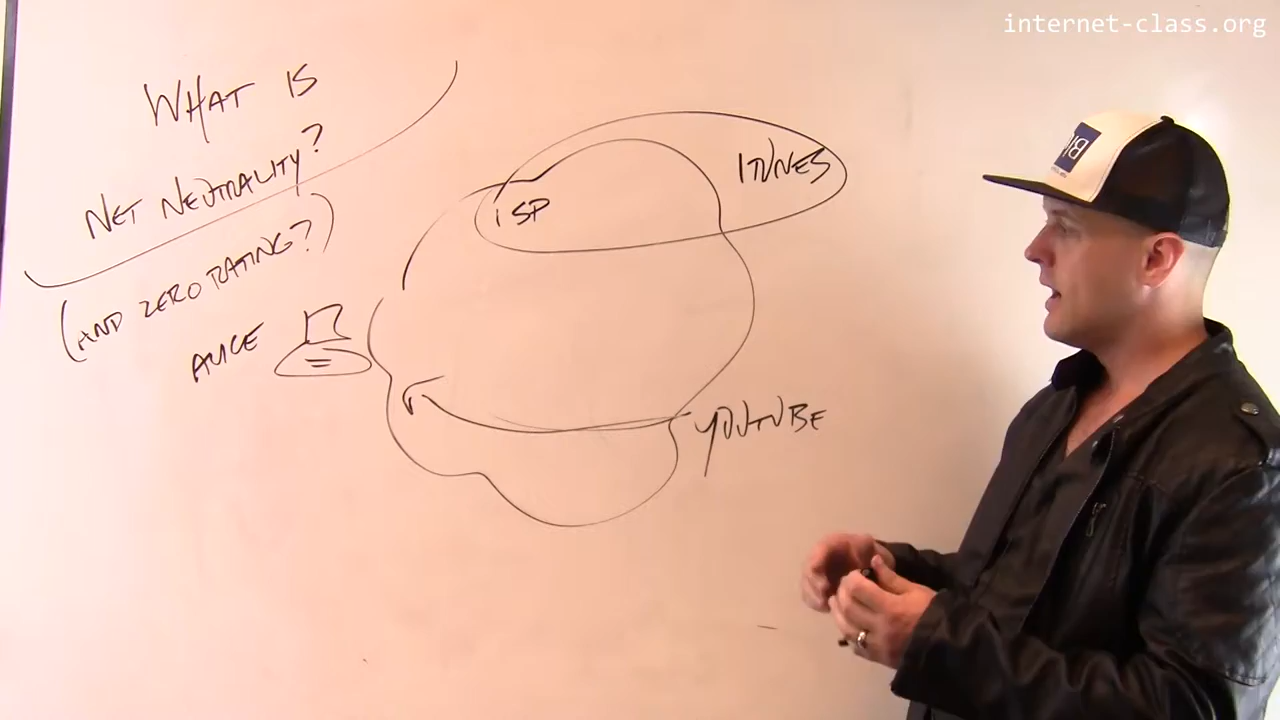 internet-class.org
WHAT IS
NET NEUTRALITY?
(AND ZERO RATING?)
ALICE
ISP
ITUNES
YOUTUBE